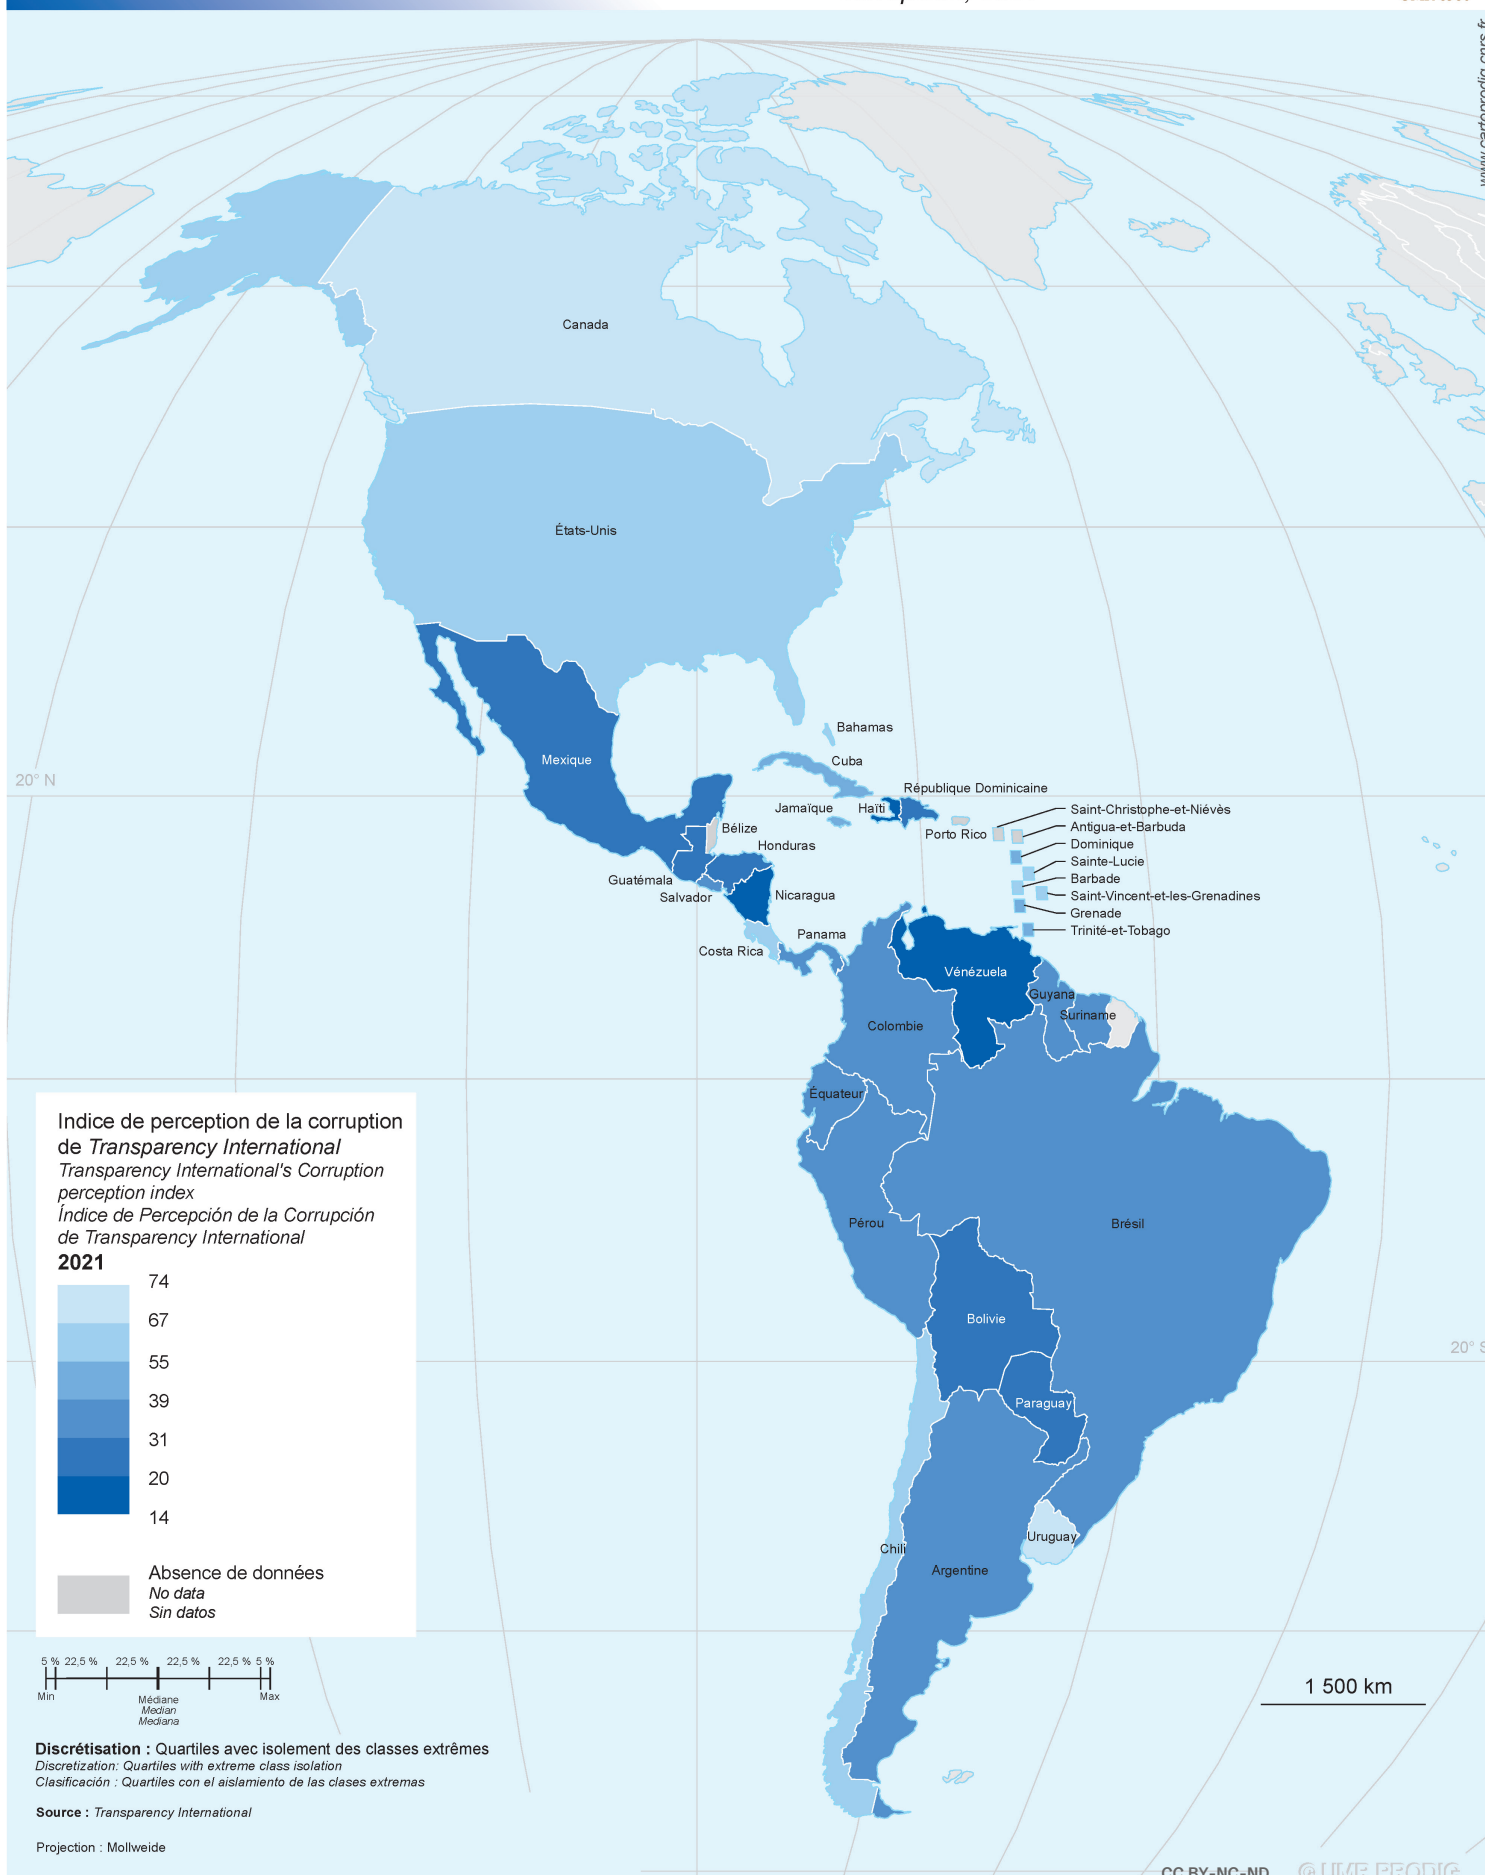 www.cartoprodig.cnrs.fr
Canada
États-Unis
Bahamas
Mexique
Cuba
20° N
République Dominicaine
Jamaïque
Haïti
Saint-Christophe-et-Niévès
Porto Rico
Antigua-et-Barbuda
Bélize
Dominique
Honduras
Sainte-Lucie
Guatémala
Barbade
Salvador
Nicaragua
Saint-Vincent-et-les-Grenadines
Grenade
Panama
Trinité-et-Tobago
Costa Rica
Vénézuela
Guyana
Suriname
Colombie
Équateur
Pérou
Brésil
Bolivie
20° S
Paraguay
Uruguay
Chili
Argentine
Indice de perception de la corruption
de Transparency International
Transparency International's Corruption
perception index
Índice de Percepción de la Corrupción
de Transparency International
2021
74
67
55
39
31
20
14
Absence de données
No data
Sin datos
5 % 22,5 % 22,5 % 22,5 % 22,5 % 5 %
Min
Max
Médiane
Median
Mediana
1 500 km
Discrétisation : Quartiles avec isolement des classes extrêmes
Discretization: Quartiles with extreme class isolation
Clasificación : Quartiles con el aislamiento de las clases extremas
Source : Transparency International
Projection : Mollweide
CC BY-NC-ND
© UMR PRODIG